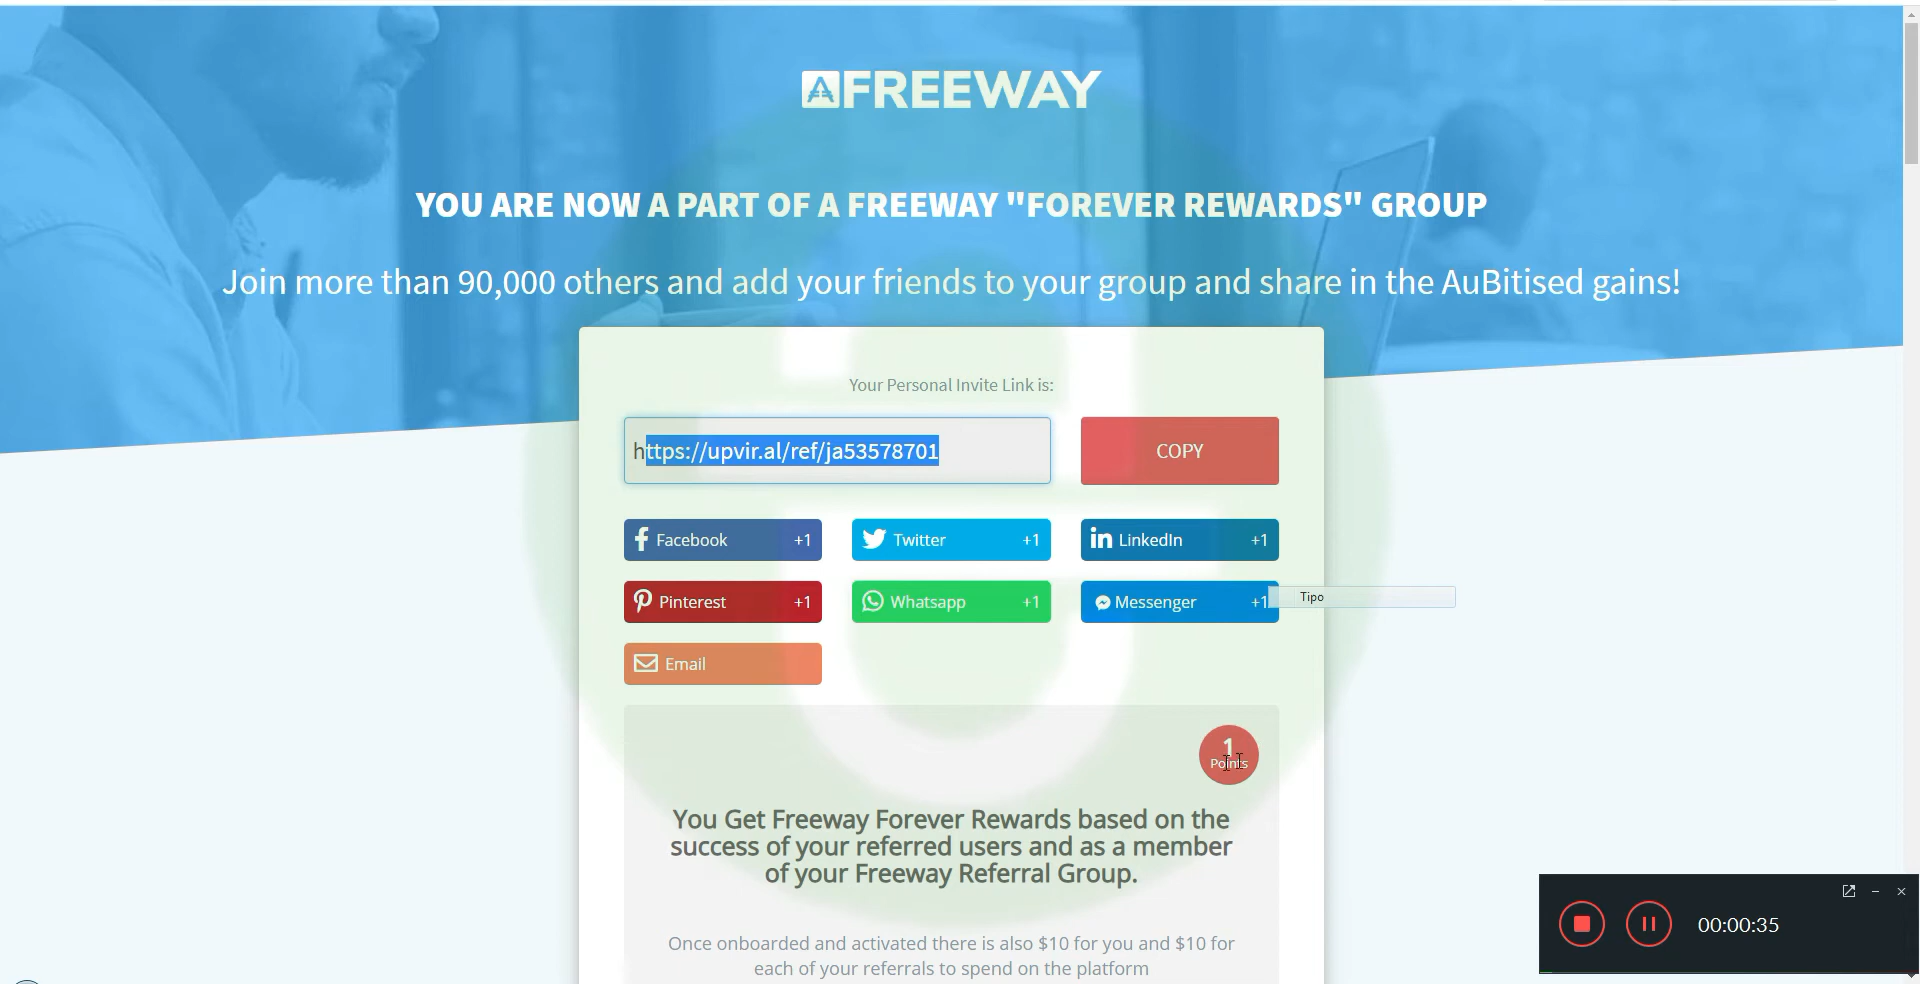 FREEWAY
YOU ARE NOW A PART OF A FREEWAY "FOREVER REWARDS" GROUP
Join more than 90,000 others and add your friends to your group and share in the AuBitised gains!
Your Personal Invite Link is:
https://upvir.al/ref/ja53578701
COPY
Facebook +1
Twitter +1
LinkedIn +1
Pinterest +1
Whatsapp +1
Messenger +1
Tipo
Email
1
Points
You Get Freeway Forever Rewards based on the
success of your referred users and as a member
of your Freeway Referral Group.
Once onboarded and activated there is also $10 for you and $10 for
each of your referrals to spend on the platform
00:00:35